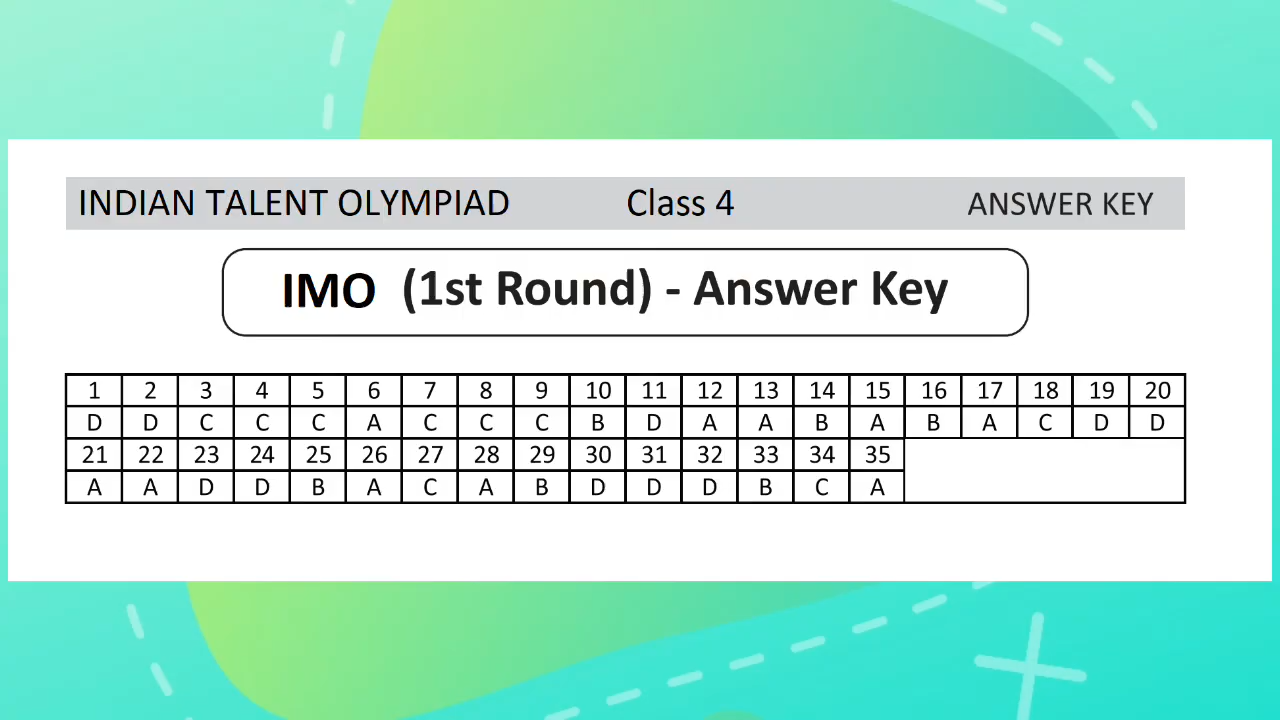 INDIAN TALENT OLYMPIAD Class 4 ANSWER KEY
IMO (1st Round) - Answer Key
1 2 3 4 5 6 7 8 9 10 11 12 13 14 15 16 17 18 19 20
D D C C C A C C C B D A A B A B A C D D
21 22 23 24 25 26 27 28 29 30 31 32 33 34 35
A A D D B A C A B D D D B C A